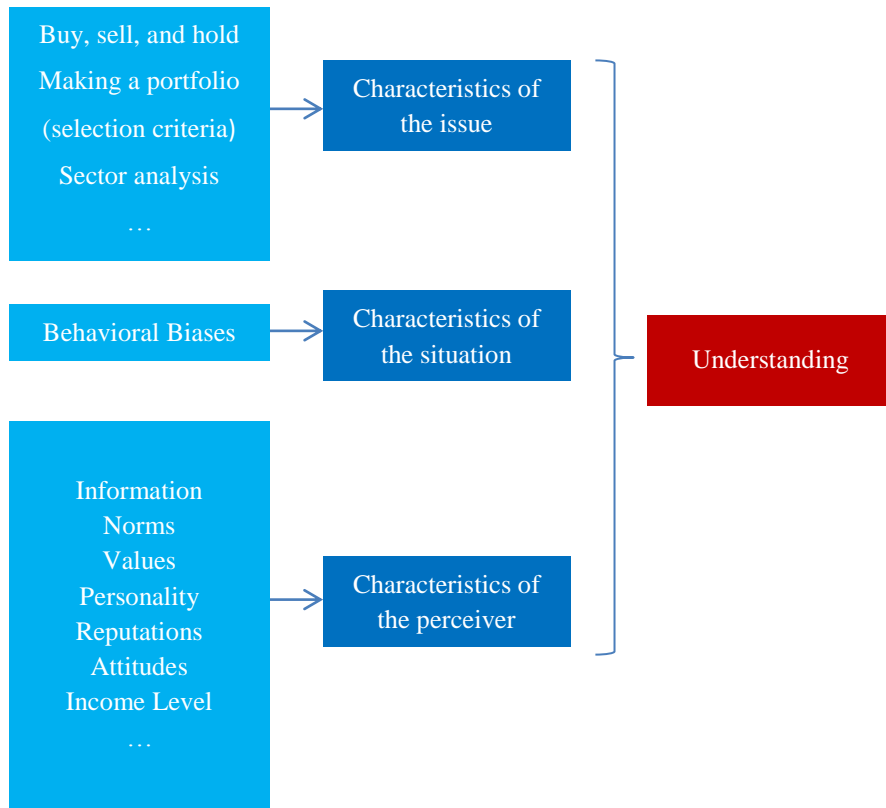 Buy, sell, and hold
Making a portfolio
(selection criteria)
Sector analysis
…
Characteristics of
the issue
Behavioral Biases
Characteristics of
the situation
Understanding
Information
Norms
Values
Personality
Reputations
Attitudes
Income Level
…
Characteristics of
the perceiver